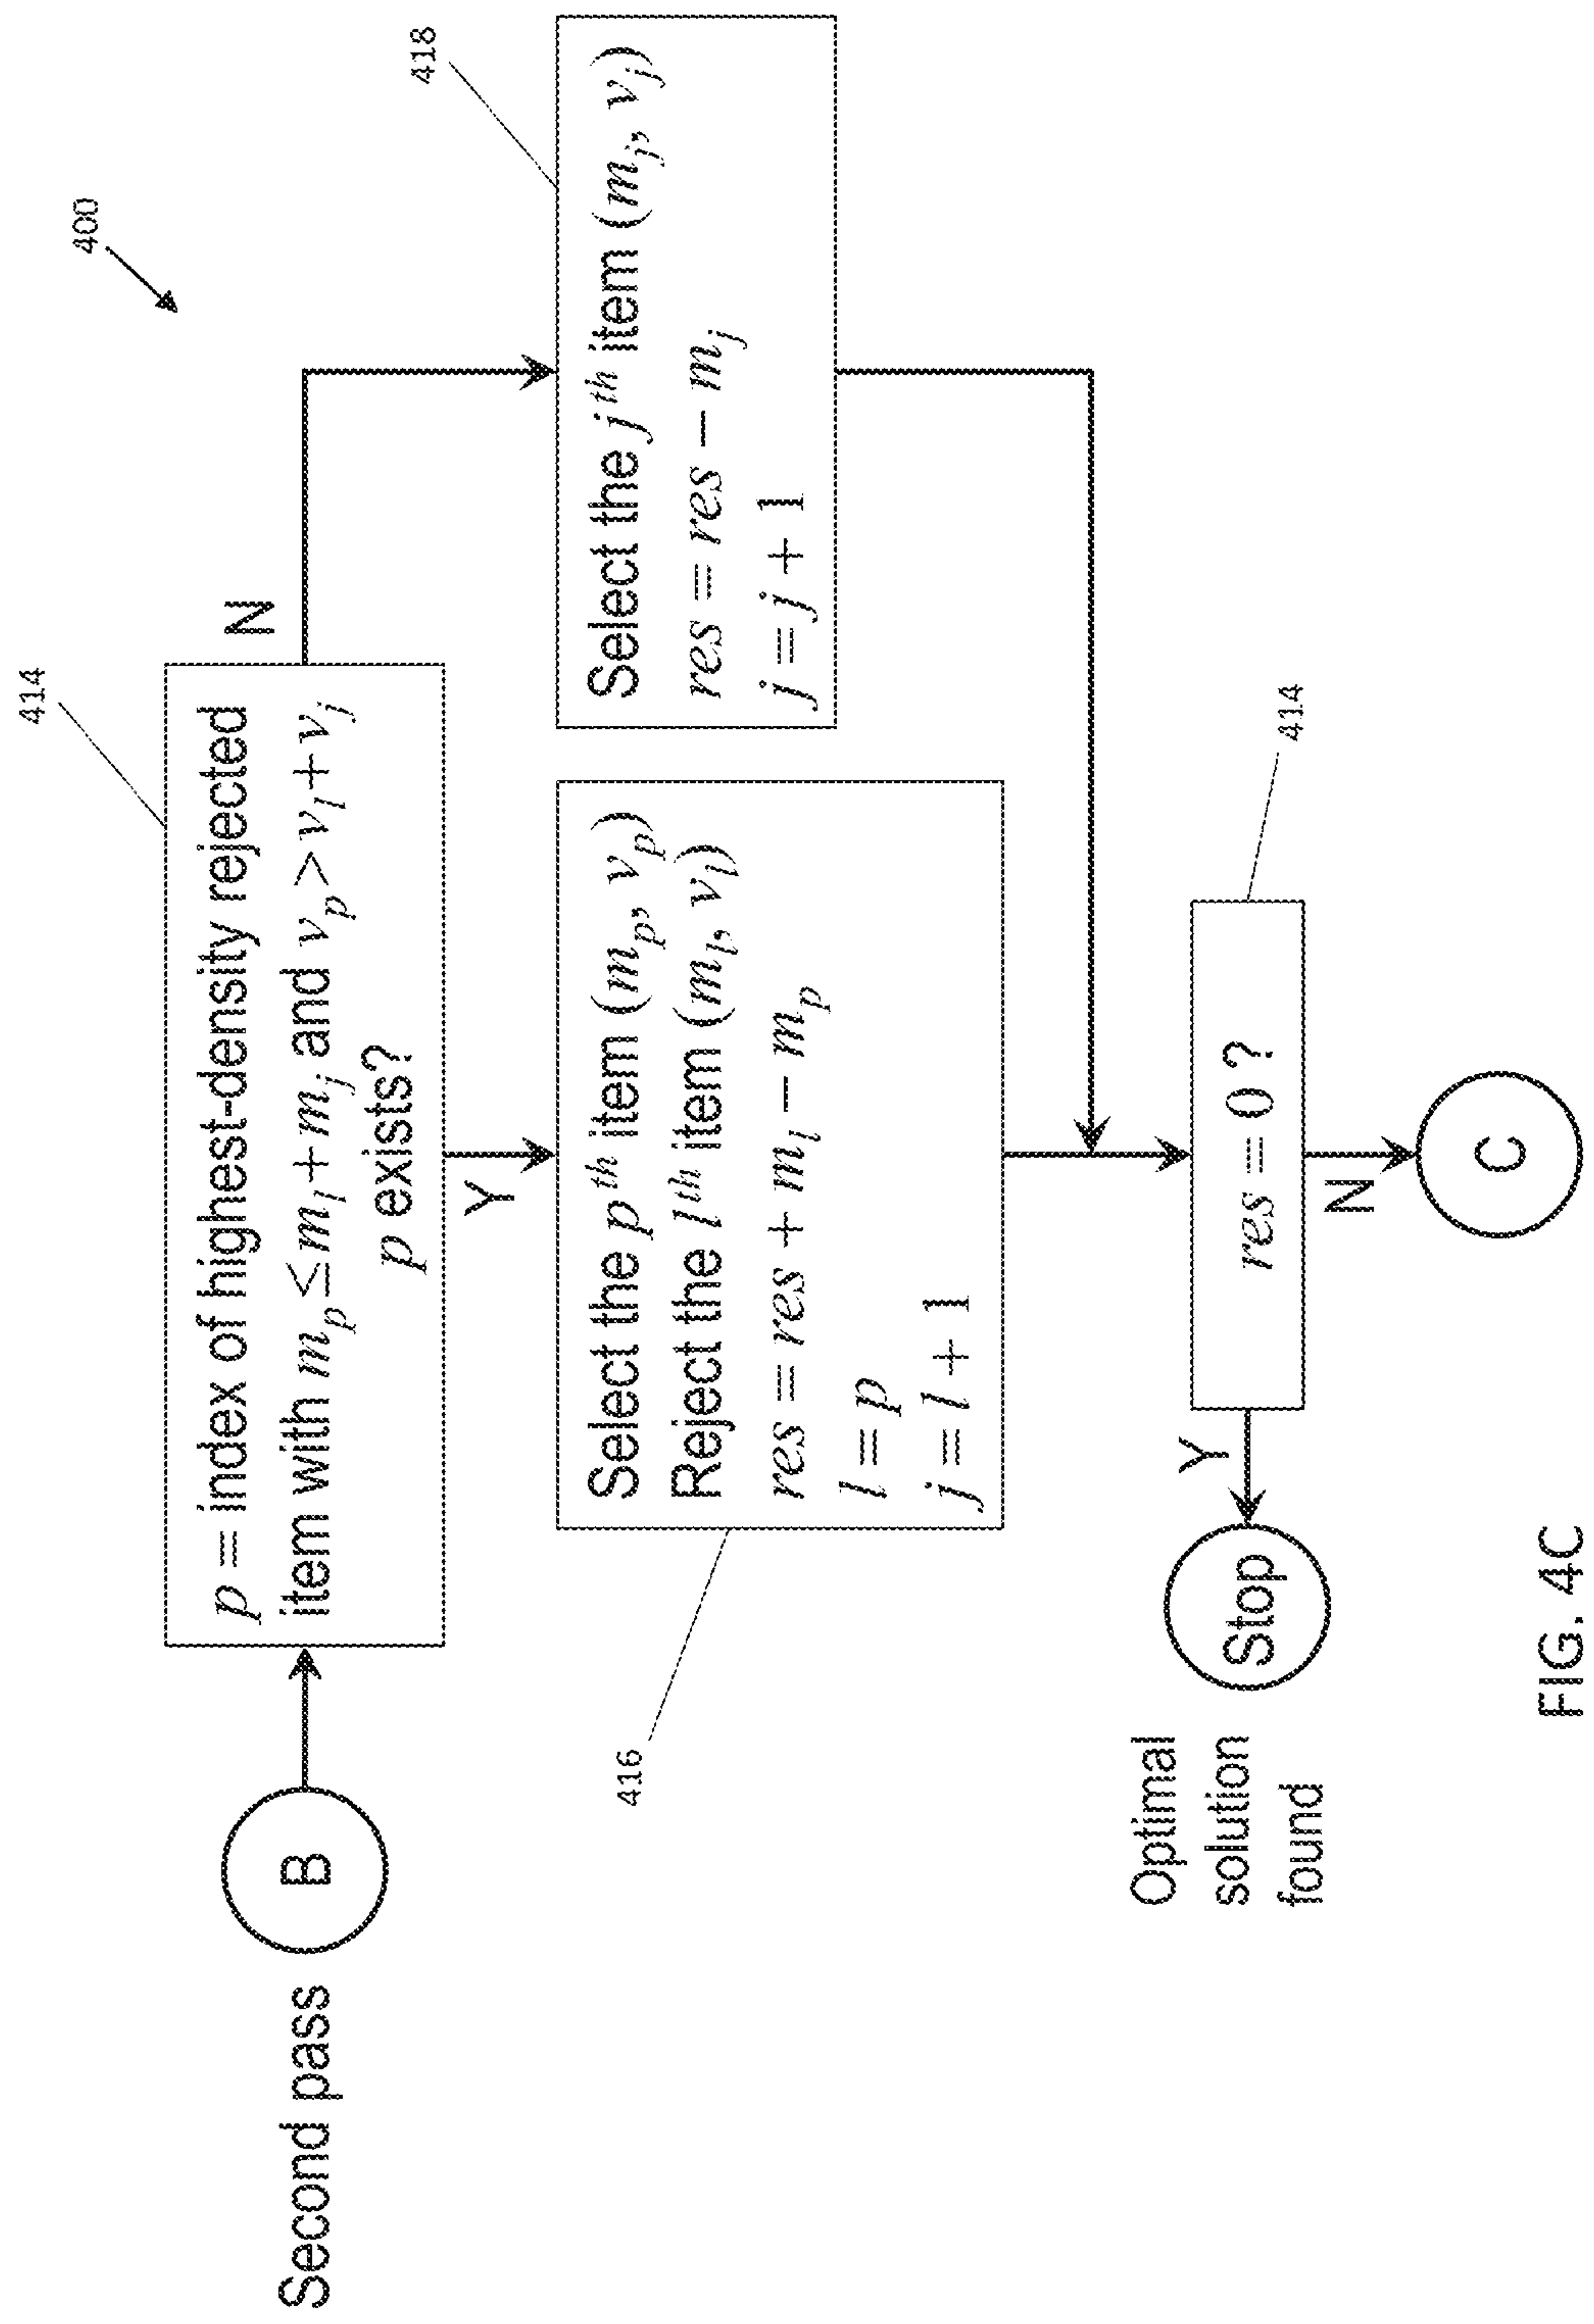 400
Second pass
B
414
p = index of highest-density rejected
item with m_p ≤ m_l + m_j and v_p > v_l + v_j
p exists?
N
Y
418
Select the j^th item (m_j, v_j)
res = res − m_j
j = j + 1
416
Select the p^th item (m_p, v_p)
Reject the l^th item (m_l, v_l)
res = res + m_l − m_p
l = p
j = l + 1
414
res = 0 ?
Y
N
Stop
Optimal
solution
found
C
FIG. 4C